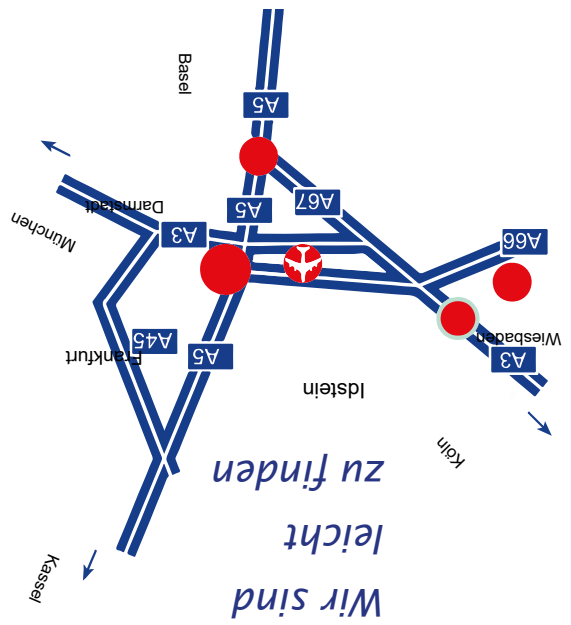 Wir sind
leicht
zu finden
Kassel
Köln
Idstein
A3
A5
Frankfurt
A45
Wiesbaden
A66
A3
München
A5
Darmstadt
A67
A5
Basel